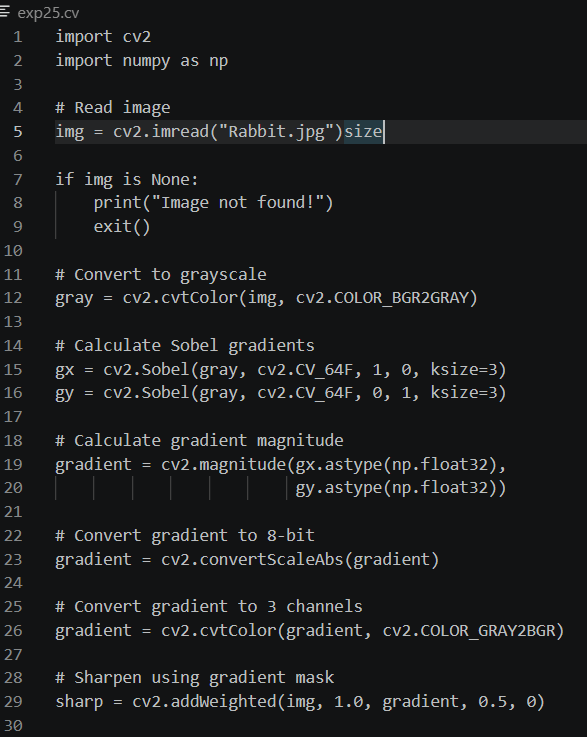 exp25.cv
1 import cv2
2 import numpy as np
3
4 # Read image
5 img = cv2.imread("Rabbit.jpg")size
6
7 if img is None:
8     print("Image not found!")
9     exit()
10
11 # Convert to grayscale
12 gray = cv2.cvtColor(img, cv2.COLOR_BGR2GRAY)
13
14 # Calculate Sobel gradients
15 gx = cv2.Sobel(gray, cv2.CV_64F, 1, 0, ksize=3)
16 gy = cv2.Sobel(gray, cv2.CV_64F, 0, 1, ksize=3)
17
18 # Calculate gradient magnitude
19 gradient = cv2.magnitude(gx.astype(np.float32),
20                          gy.astype(np.float32))
21
22 # Convert gradient to 8-bit
23 gradient = cv2.convertScaleAbs(gradient)
24
25 # Convert gradient to 3 channels
26 gradient = cv2.cvtColor(gradient, cv2.COLOR_GRAY2BGR)
27
28 # Sharpen using gradient mask
29 sharp = cv2.addWeighted(img, 1.0, gradient, 0.5, 0)
30